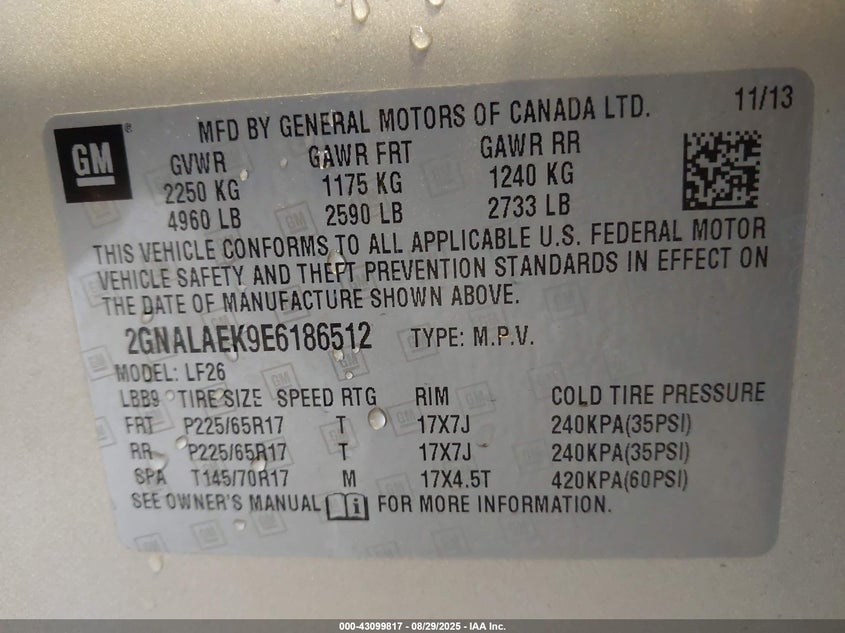 11/13
GM®
MFD BY GENERAL MOTORS OF CANADA LTD.
GVWR GAWR FRT GAWR RR
2250 KG 1175 KG 1240 KG
4960 LB 2590 LB 2733 LB
THIS VEHICLE CONFORMS TO ALL APPLICABLE U.S. FEDERAL MOTOR
VEHICLE SAFETY AND THEFT PREVENTION STANDARDS IN EFFECT ON
THE DATE OF MANUFACTURE SHOWN ABOVE.
2GNALAEK9E6186512 TYPE: M.P.V.
MODEL: LF26
LBB9 TIRE SIZE SPEED RTG RIM COLD TIRE PRESSURE
FRT P225/65R17 T 17X7J 240KPA(35PSI)
RR P225/65R17 T 17X7J 240KPA(35PSI)
SPA T145/70R17 M 17X4.5T 420KPA(60PSI)
SEE OWNER'S MANUAL i FOR MORE INFORMATION.
000-43099817 - 08/29/2025 - IAA Inc.